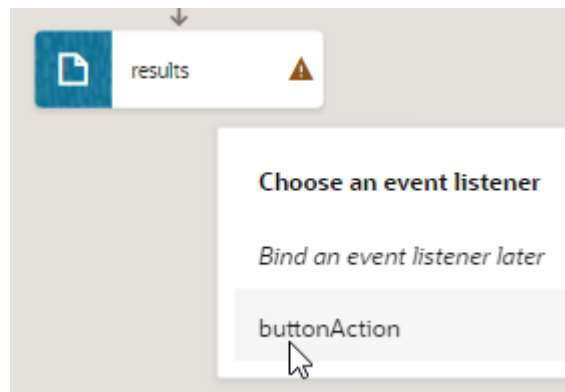 results
Choose an event listener
Bind an event listener later
buttonAction